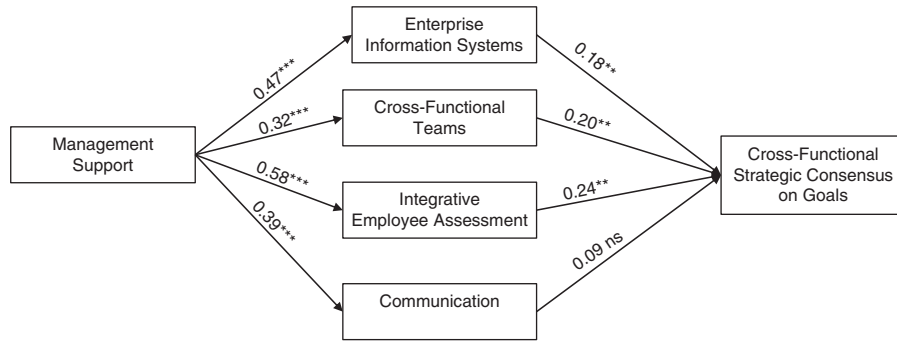 Enterprise
Information Systems
0.47***
0.18**
Cross-Functional
Teams
0.32***
0.20**
Management
Support
Cross-Functional
Strategic Consensus
on Goals
0.58***
Integrative
Employee Assessment
0.24**
0.39***
0.09 ns
Communication